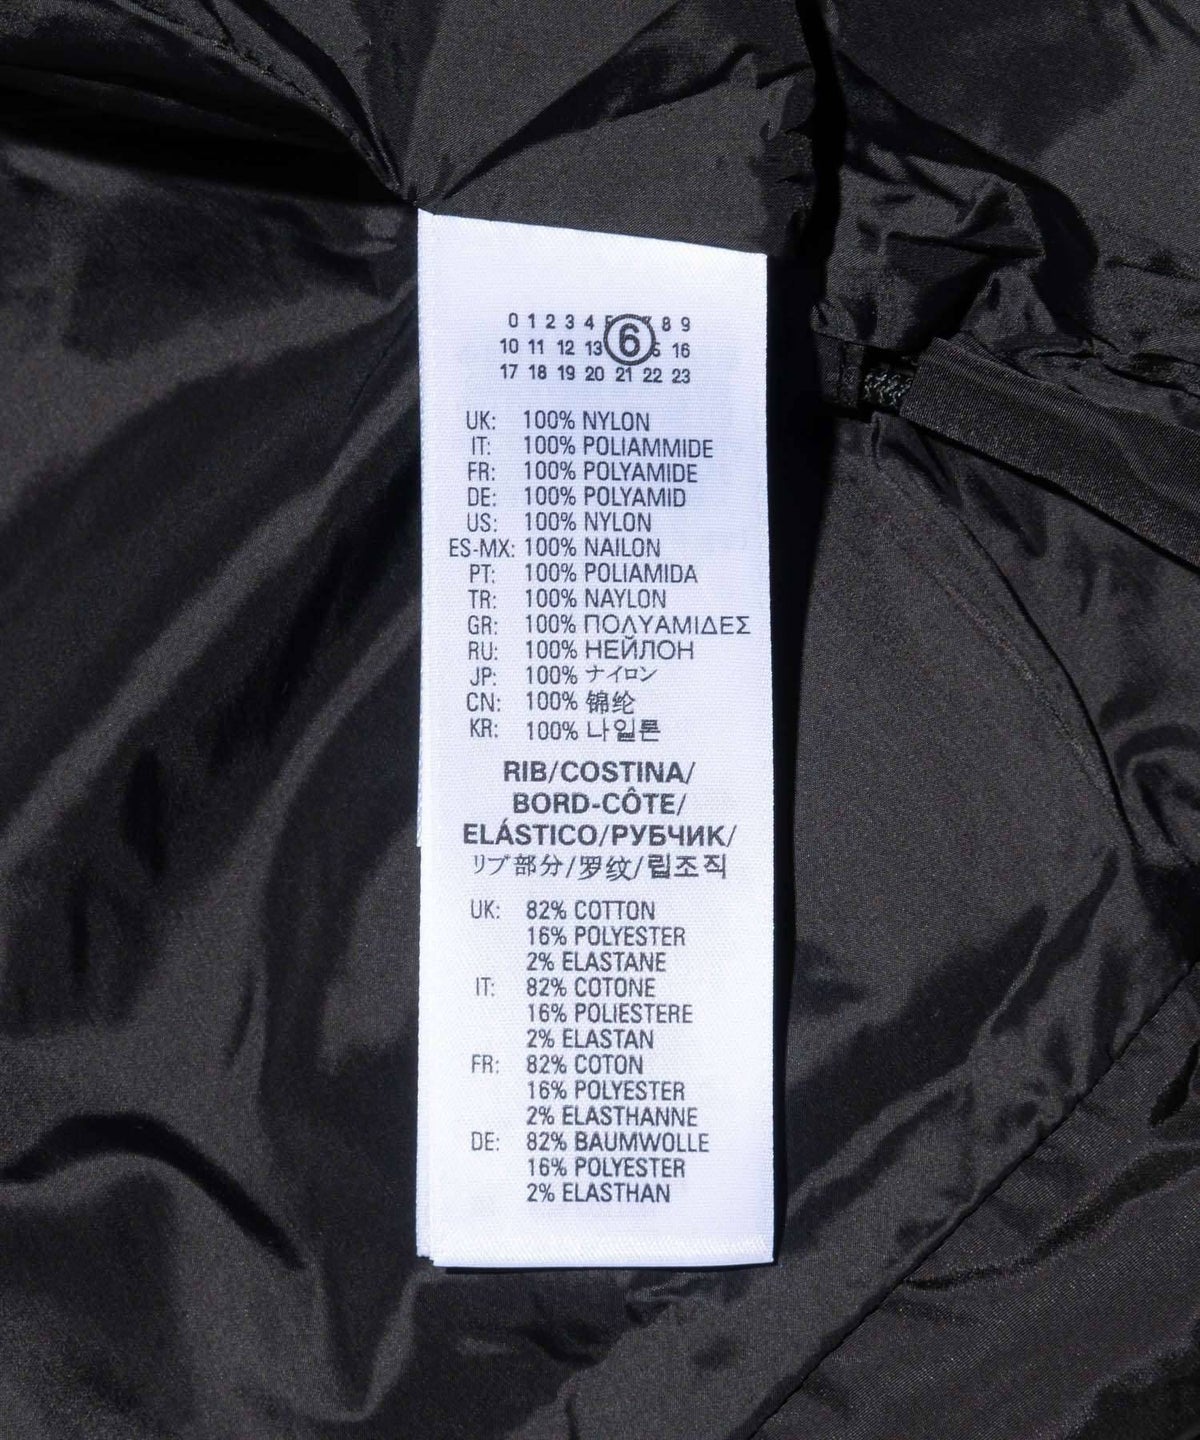 0 1 2 3 4 5 6 7 8 9
10 11 12 13 16
17 18 19 20 21 22 23
UK: 100% NYLON
IT: 100% POLIAMMIDE
FR: 100% POLYAMIDE
DE: 100% POLYAMID
US: 100% NYLON
ES-MX: 100% NAILON
PT: 100% POLIAMIDA
TR: 100% NAYLON
GR: 100% ΠΟΛΥΑΜΙΔΕΣ
RU: 100% НЕЙЛОН
JP: 100% ナイロン
CN: 100% 锦纶
KR: 100% 나일론
RIB/COSTINA/
BORD-CÔTE/
ELÁSTICO/РУБЧИК/
リブ部分/罗纹/립조직
UK: 82% COTTON
16% POLYESTER
2% ELASTANE
IT: 82% COTONE
16% POLIESTERE
2% ELASTAN
FR: 82% COTON
16% POLYESTER
2% ELASTHANNE
DE: 82% BAUMWOLLE
16% POLYESTER
2% ELASTHAN